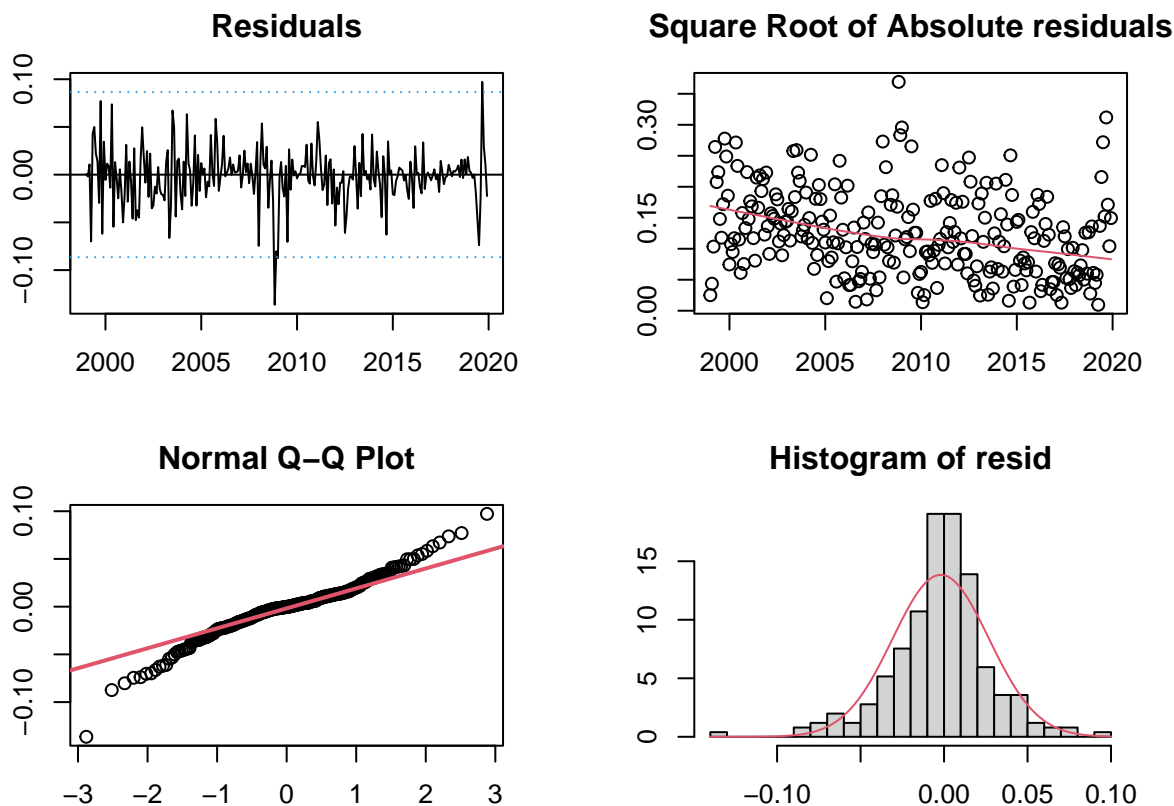 Residuals
0.10
0.00
−0.10
2000 2005 2010 2015 2020
Square Root of Absolute residuals
0.30
0.15
0.00
2000 2005 2010 2015 2020
Normal Q−Q Plot
0.10
0.00
−0.10
−3 −2 −1 0 1 2 3
Histogram of resid
15
10
5
0
−0.10 0.00 0.05 0.10